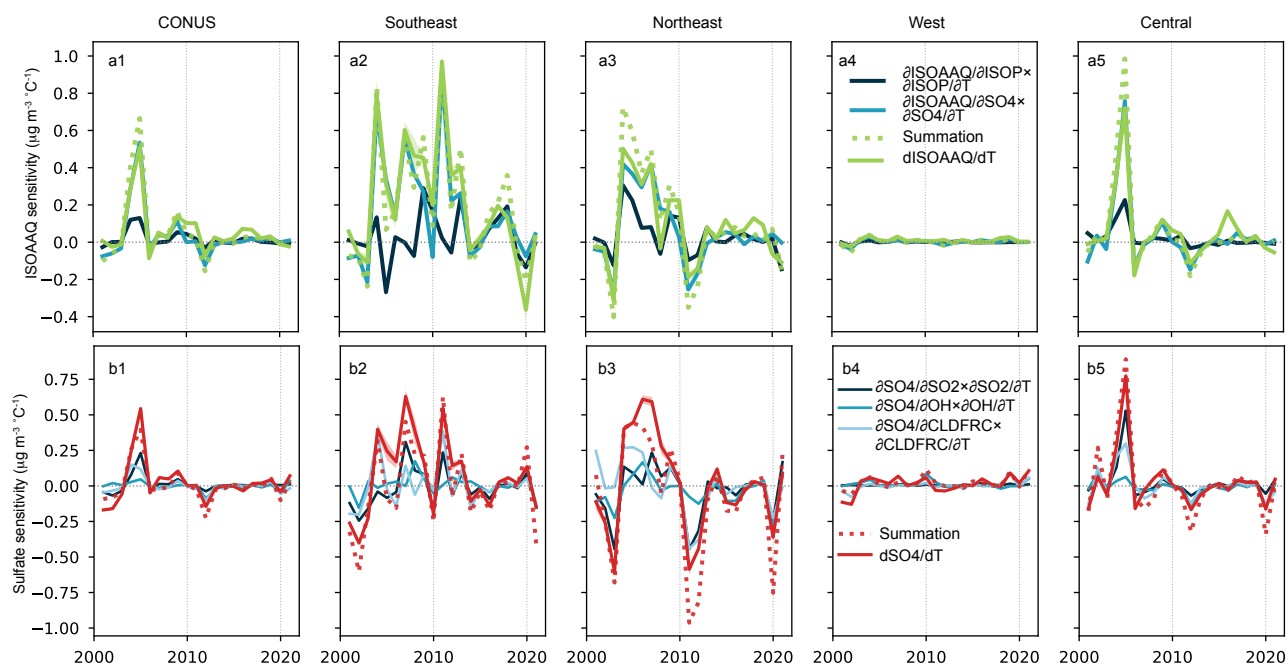 CONUS
Southeast
Northeast
West
Central
ISOAAQ sensitivity (μg m⁻³ °C⁻¹)
1.0
0.8
0.6
0.4
0.2
0.0
−0.2
−0.4
a1
a2
a3
a4
∂ISOAAQ/∂ISOP×
∂ISOP/∂T
∂ISOAAQ/∂SO4×
∂SO4/∂T
Summation
dISOAAQ/dT
a5
Sulfate sensitivity (μg m⁻³ °C⁻¹)
0.75
0.50
0.25
0.00
−0.25
−0.50
−0.75
−1.00
b1
b2
b3
b4
∂SO4/∂SO2×∂SO2/∂T
∂SO4/∂OH×∂OH/∂T
∂SO4/∂CLDFRC×
∂CLDFRC/∂T
Summation
dSO4/dT
b5
2000 2010 2020
2000 2010 2020
2000 2010 2020
2000 2010 2020
2000 2010 2020